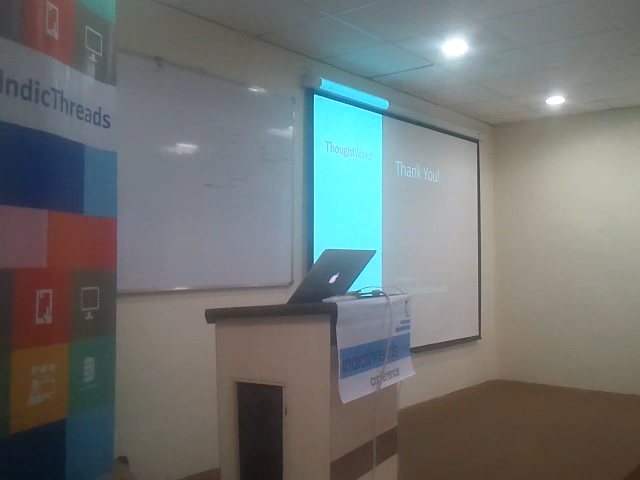 IndicThreads
ThoughtWorks
Thank You!
indicthreads
conference